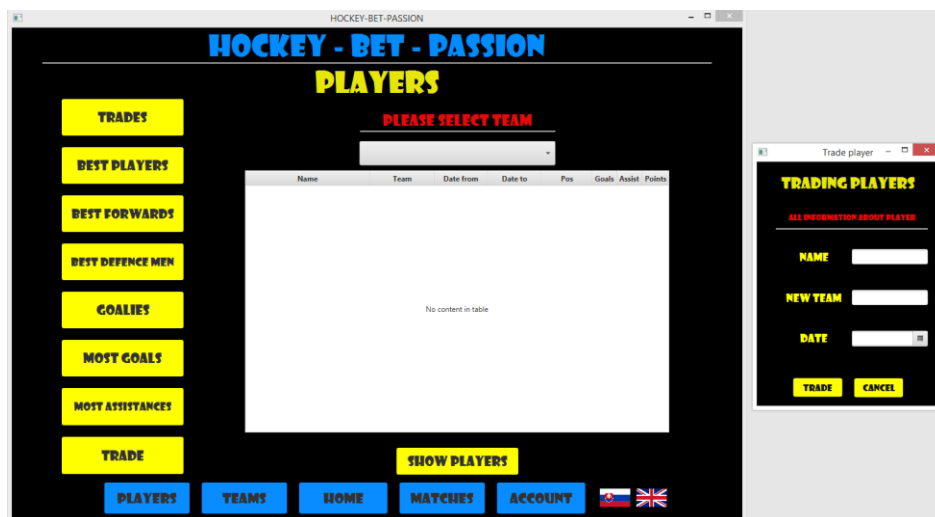 HOCKEY-BET-PASSION
HOCKEY - BET - PASSION
PLAYERS
TRADES
BEST PLAYERS
BEST FORWARDS
BEST DEFENCE MEN
GOALIES
MOST GOALS
MOST ASSISTANCES
TRADE
PLEASE SELECT TEAM
Name Team Date from Date to Pos Goals Assist Points
No content in table
SHOW PLAYERS
PLAYERS TEAMS HOME MATCHES ACCOUNT
Trade player
TRADING PLAYERS
ALL INFORMATION ABOUT PLAYER
NAME
NEW TEAM
DATE
TRADE CANCEL